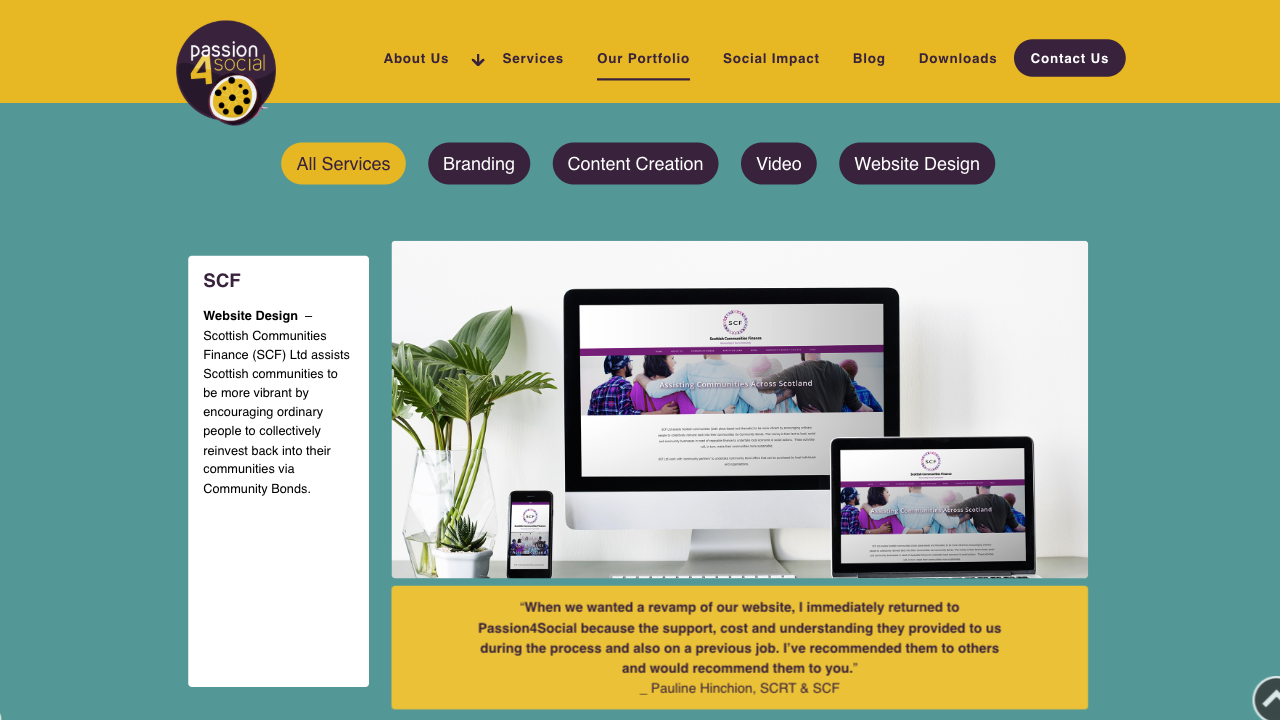 passion
4social
About Us
Services
Our Portfolio
Social Impact
Blog
Downloads
Contact Us
All Services
Branding
Content Creation
Video
Website Design
SCF
Website Design –
Scottish Communities
Finance (SCF) Ltd assists
Scottish communities to
be more vibrant by
encouraging ordinary
people to collectively
reinvest back into their
communities via
Community Bonds.
SCF
Scottish Communities Finance
Assisting Communities Across Scotland
SCF
Scottish Communities Finance
Assisting Communities Across Scotland
SCF
“When we wanted a revamp of our website, I immediately returned to
Passion4Social because the support, cost and understanding they provided to us
during the process and also on a previous job. I’ve recommended them to others
and would recommend them to you.”
_ Pauline Hinchion, SCRT & SCF